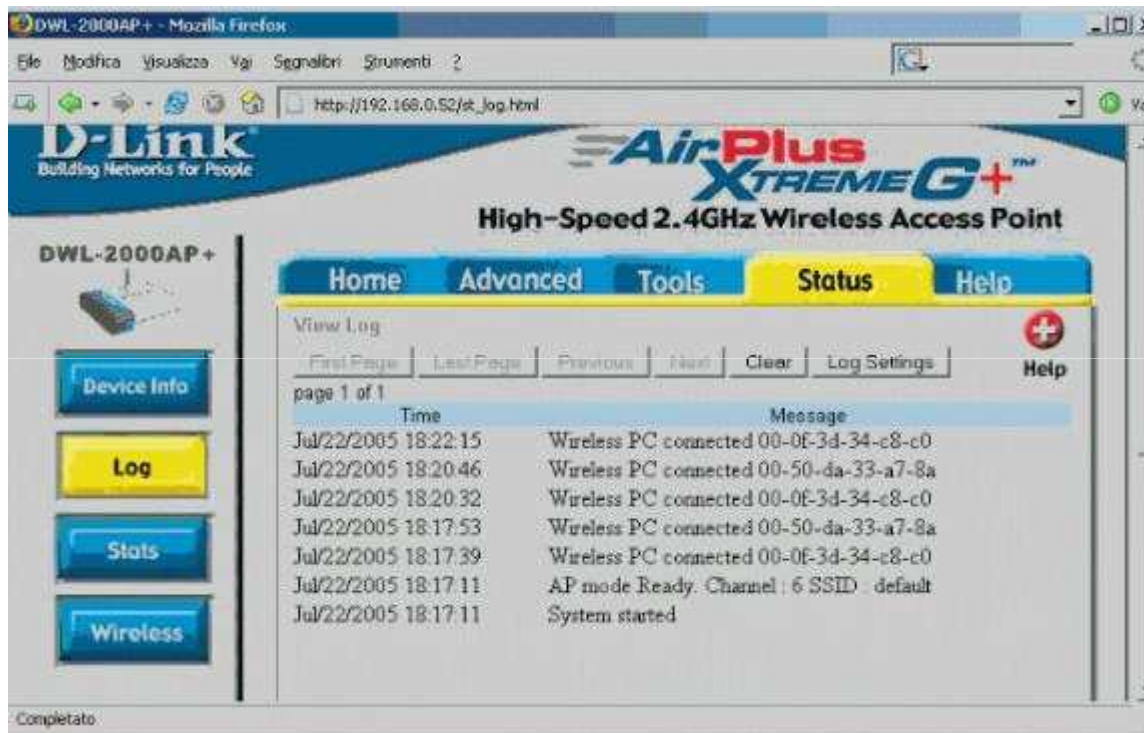 DWL-2000AP+ - Mozilla Firefox
File Modifica Visualizza Vai Segnalibri Strumenti ?
http://192.168.0.52/st_log.html
D-Link
Building Networks for People
AirPlus
XTREME G+™
High-Speed 2.4GHz Wireless Access Point
DWL-2000AP+
Home Advanced Tools Status Help
View Log
First Page Last Page Previous Next Clear Log Settings
Help
page 1 of 1
Time Message
Jul/22/2005 18:22:15 Wireless PC connected 00-0f-3d-34-c8-c0
Jul/22/2005 18:20:46 Wireless PC connected 00-50-da-33-a7-8a
Jul/22/2005 18:20:32 Wireless PC connected 00-0f-3d-34-c8-c0
Jul/22/2005 18:17:53 Wireless PC connected 00-50-da-33-a7-8a
Jul/22/2005 18:17:39 Wireless PC connected 00-0f-3d-34-c8-c0
Jul/22/2005 18:17:11 AP mode Ready. Channel : 6 SSID : default
Jul/22/2005 18:17:11 System started
Device Info
Log
Stats
Wireless
Completato